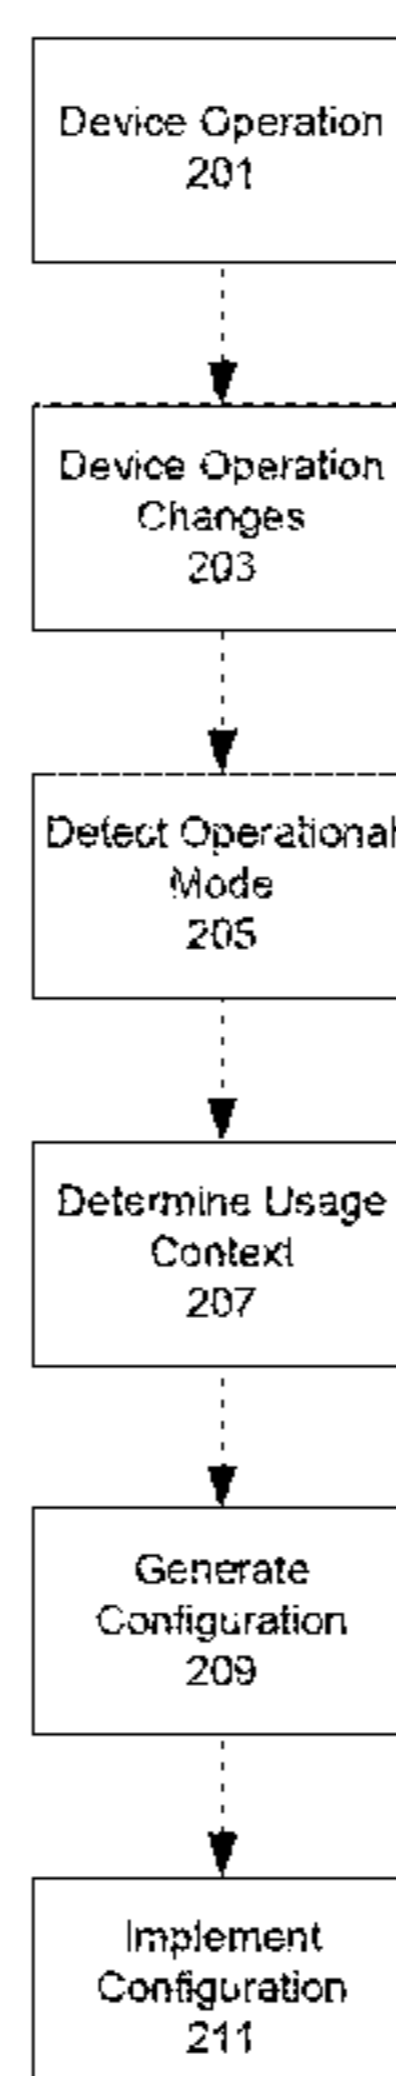 Device Operation
201
Device Operation
Changes
203
Detect Operational
Mode
205
Determine Usage
Context
207
Generate
Configuration
209
Implement
Configuration
211